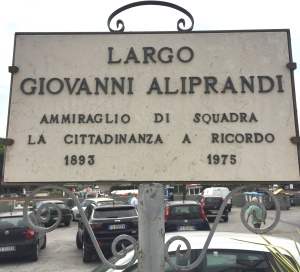 LARGO
GIOVANNI ALIPRANDI
AMMIRAGLIO DI SQUADRA
LA CITTADINANZA A RICORDO
1893 1975